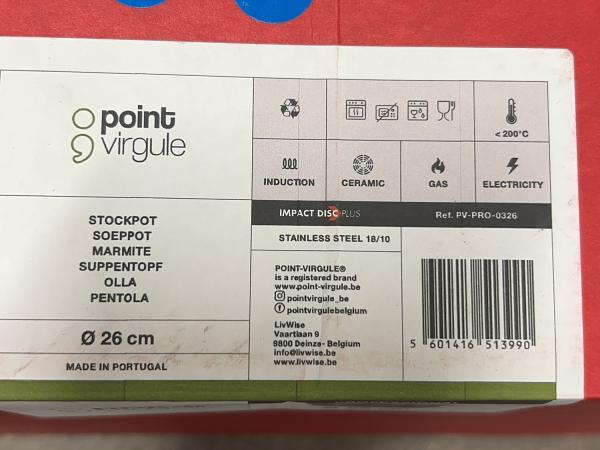 point
virgule
< 200°C
INDUCTION
CERAMIC
GAS
ELECTRICITY
IMPACT DISC PLUS
Ref. PV-PRO-0326
STOCKPOT
SOEPPOT
MARMITE
SUPPENTOPF
OLLA
PENTOLA
STAINLESS STEEL 18/10
POINT-VIRGULE®
is a registered brand
www.point-virgule.be
pointvirgule_be
pointvirgulebelgium
LivWise
Vaartlaan 9
9800 Deinze- Belgium
info@livwise.be
www.livwise.be
Ø 26 cm
MADE IN PORTUGAL
5 601416 513990